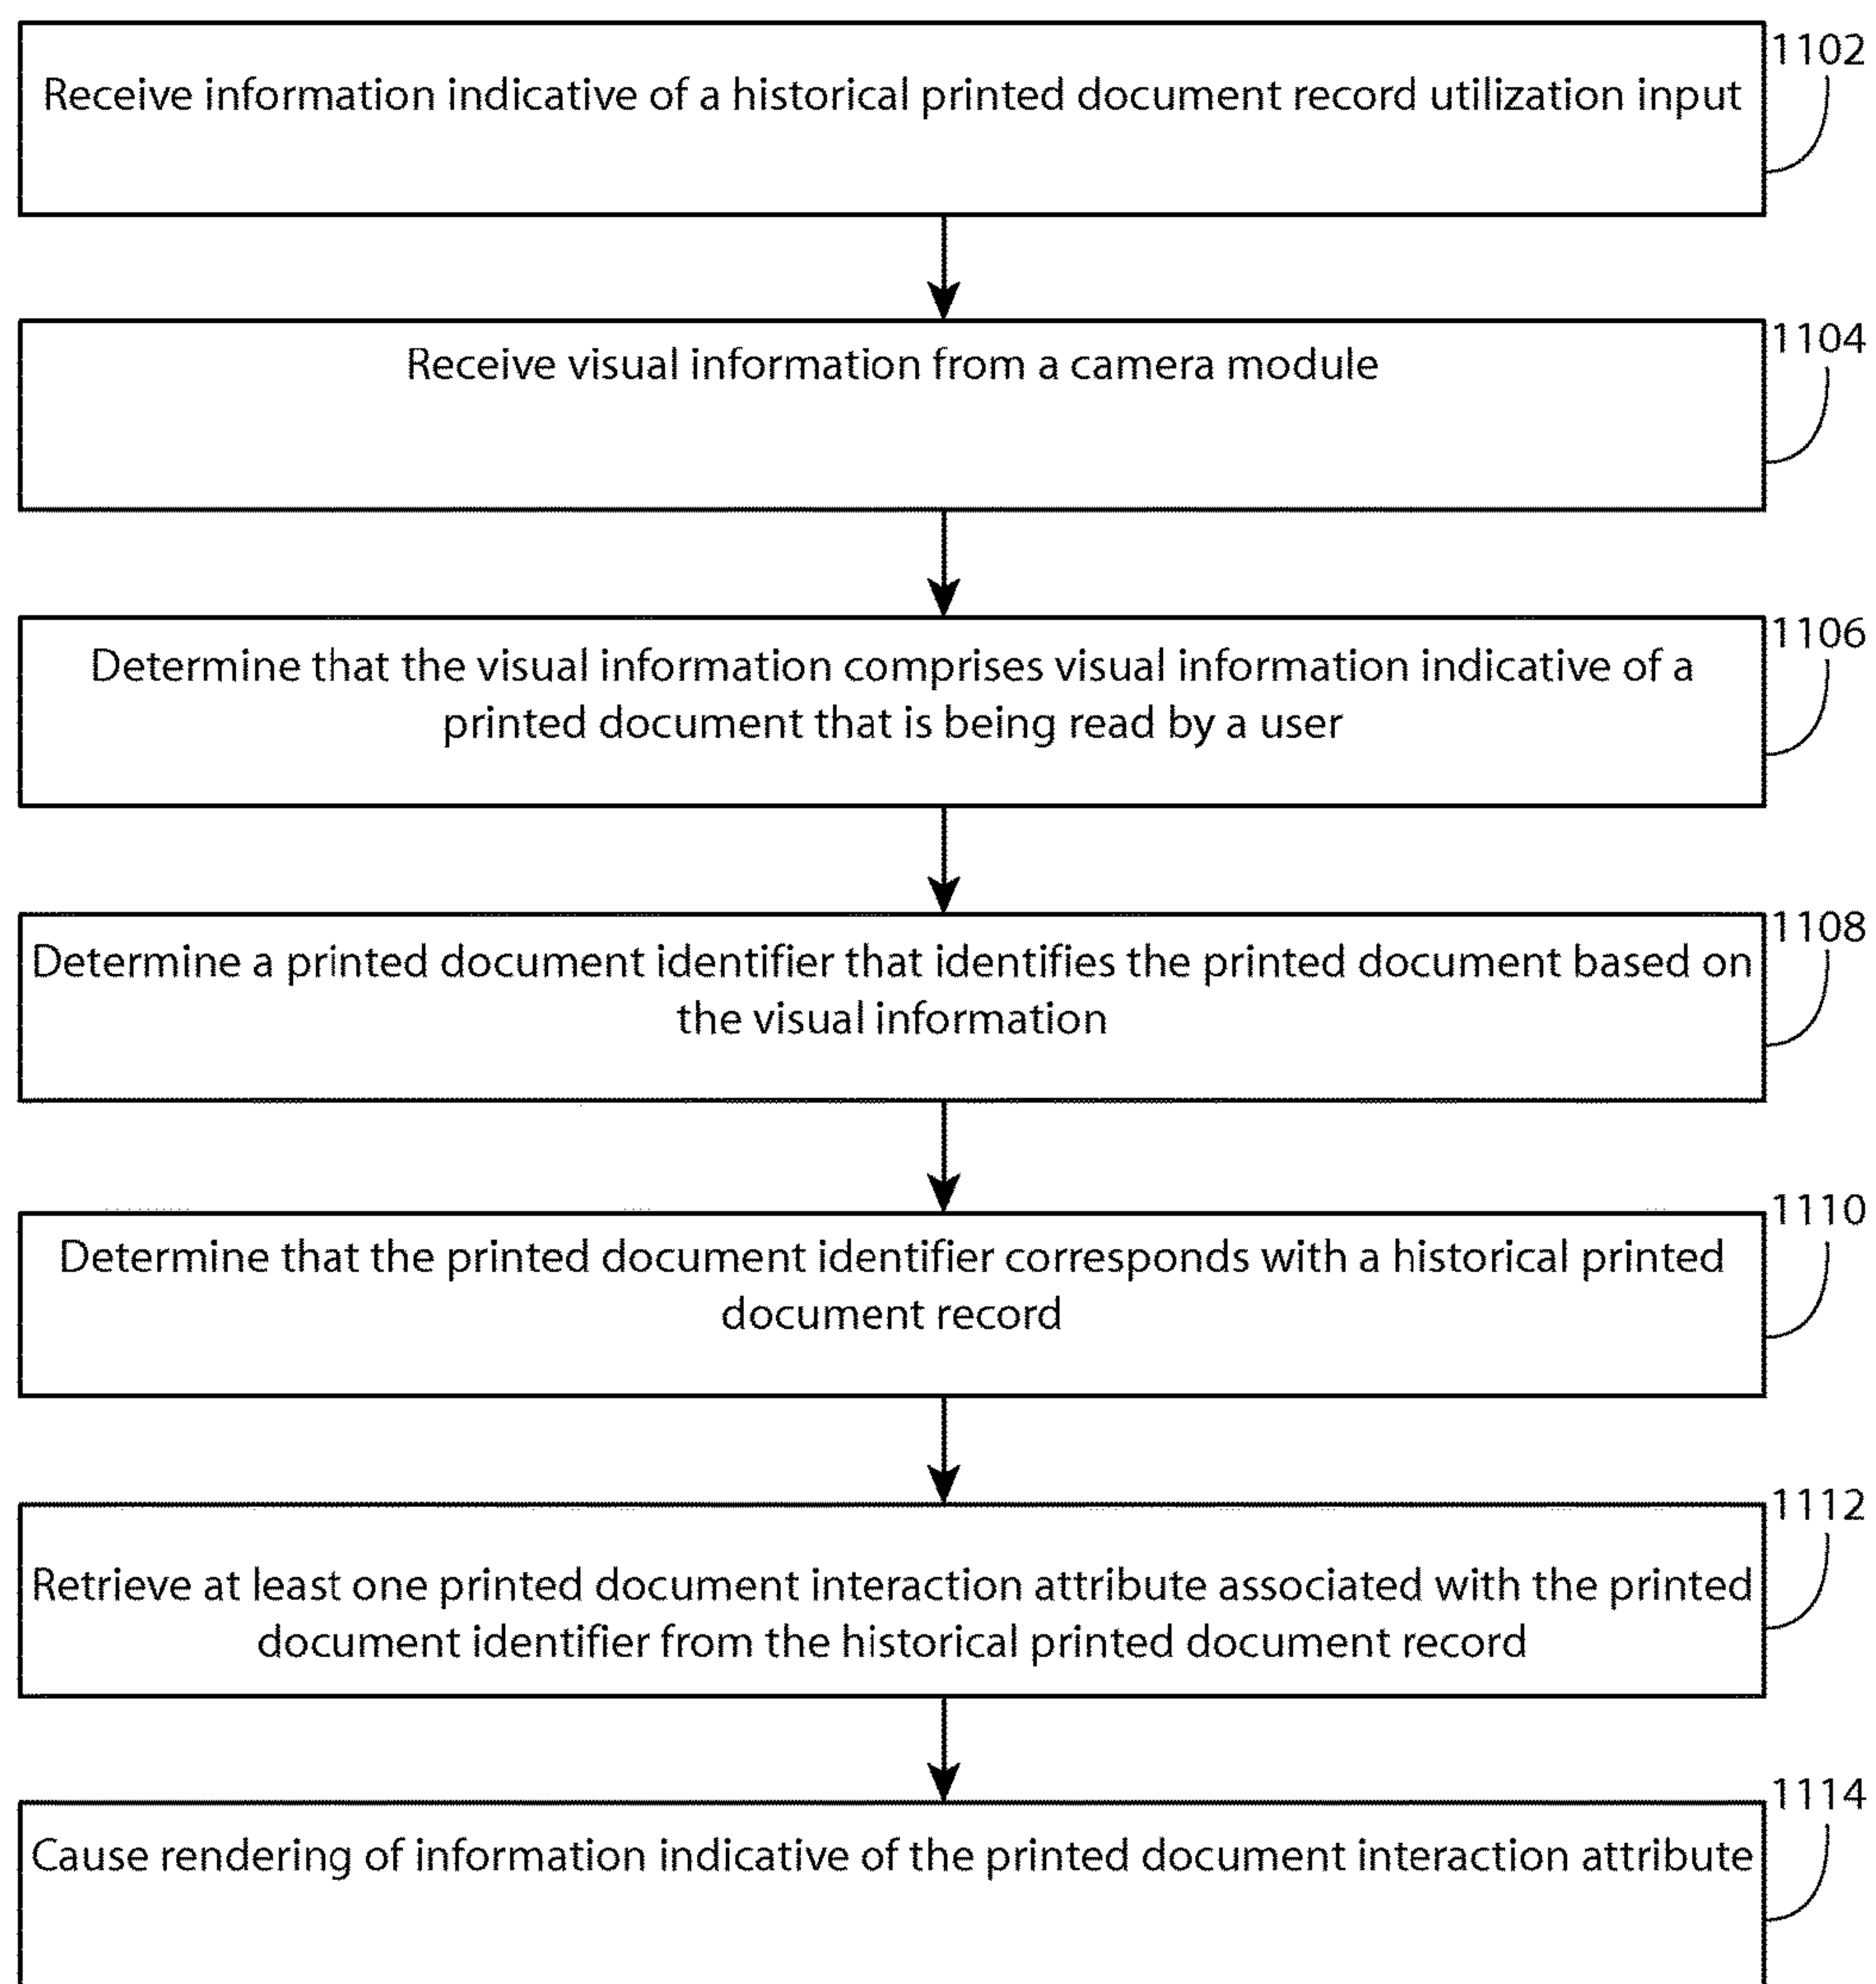 1102
Receive information indicative of a historical printed document record utilization input
1104
Receive visual information from a camera module
1106
Determine that the visual information comprises visual information indicative of a
printed document that is being read by a user
1108
Determine a printed document identifier that identifies the printed document based on
the visual information
1110
Determine that the printed document identifier corresponds with a historical printed
document record
1112
Retrieve at least one printed document interaction attribute associated with the printed
document identifier from the historical printed document record
1114
Cause rendering of information indicative of the printed document interaction attribute